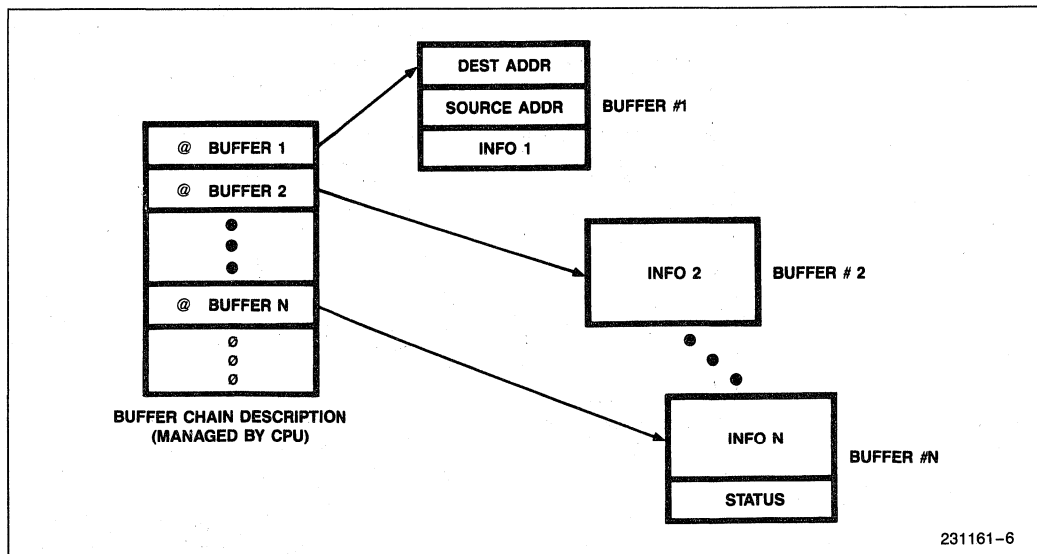 DEST ADDR
SOURCE ADDR
INFO 1
BUFFER #1
@ BUFFER 1
@ BUFFER 2
@ BUFFER N
Ø
Ø
Ø
BUFFER CHAIN DESCRIPTION
(MANAGED BY CPU)
INFO 2
BUFFER # 2
INFO N
STATUS
BUFFER #N
231161-6